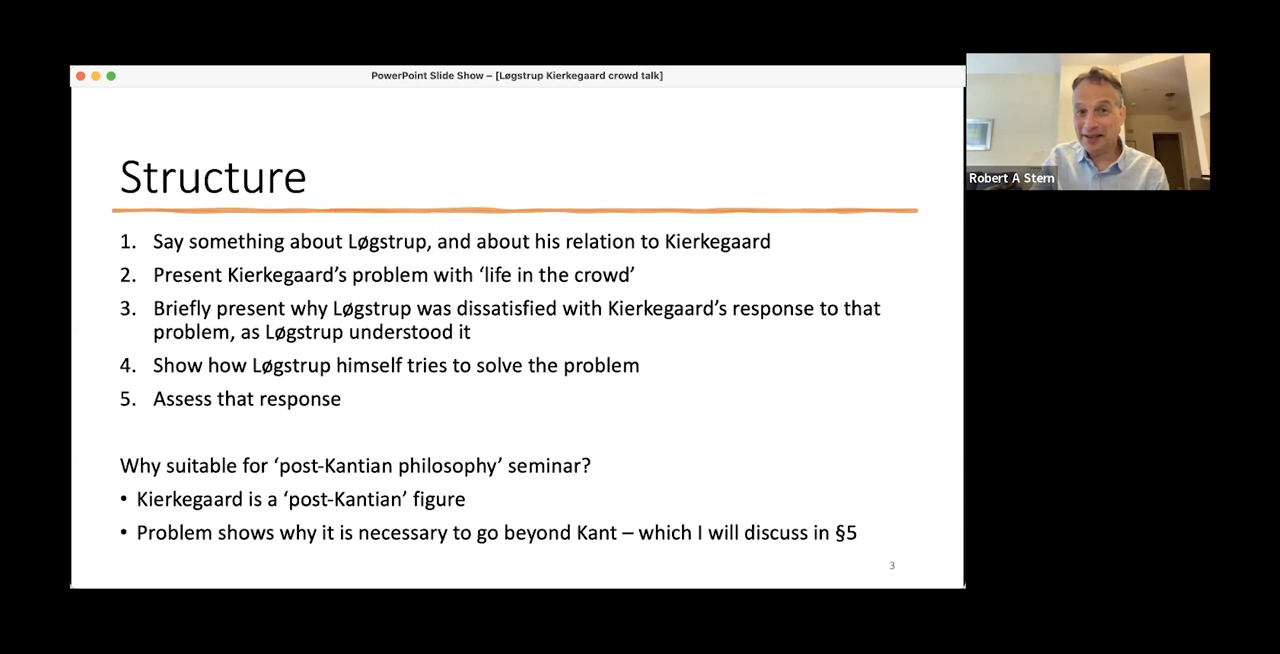 PowerPoint Slide Show – [Løgstrup Kierkegaard crowd talk]
Structure
1. Say something about Løgstrup, and about his relation to Kierkegaard
2. Present Kierkegaard’s problem with ‘life in the crowd’
3. Briefly present why Løgstrup was dissatisfied with Kierkegaard’s response to that
problem, as Løgstrup understood it
4. Show how Løgstrup himself tries to solve the problem
5. Assess that response
Why suitable for ‘post-Kantian philosophy’ seminar?
• Kierkegaard is a ‘post-Kantian’ figure
• Problem shows why it is necessary to go beyond Kant – which I will discuss in §5
3
Robert A Stern